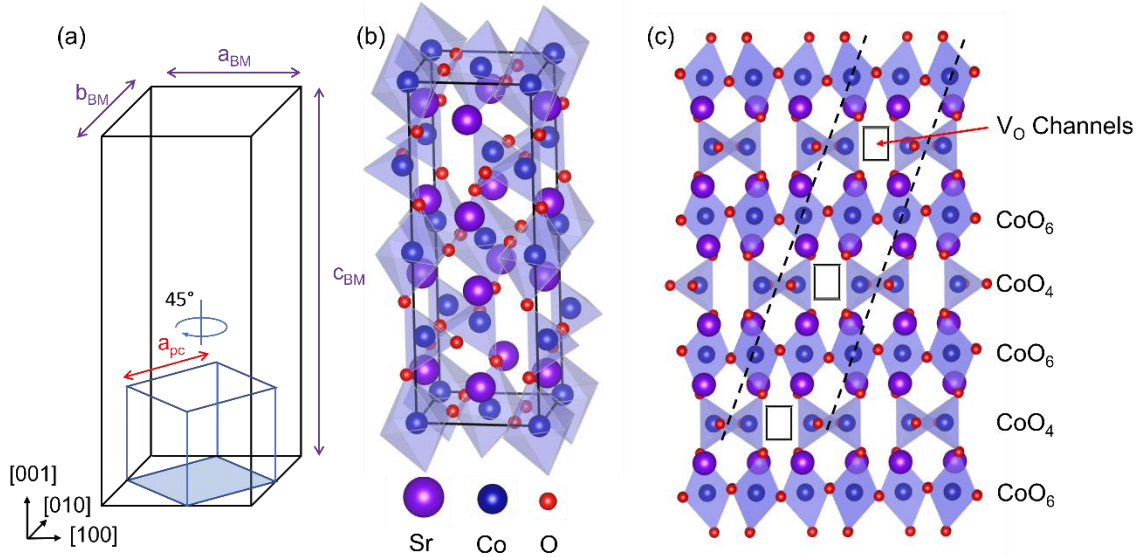 (a)
a_BM
b_BM
c_BM
45°
a_pc
[001]
[010]
[100]
(b)
Sr
Co
O
(c)
V_O Channels
CoO₆
CoO₄
CoO₆
CoO₄
CoO₆